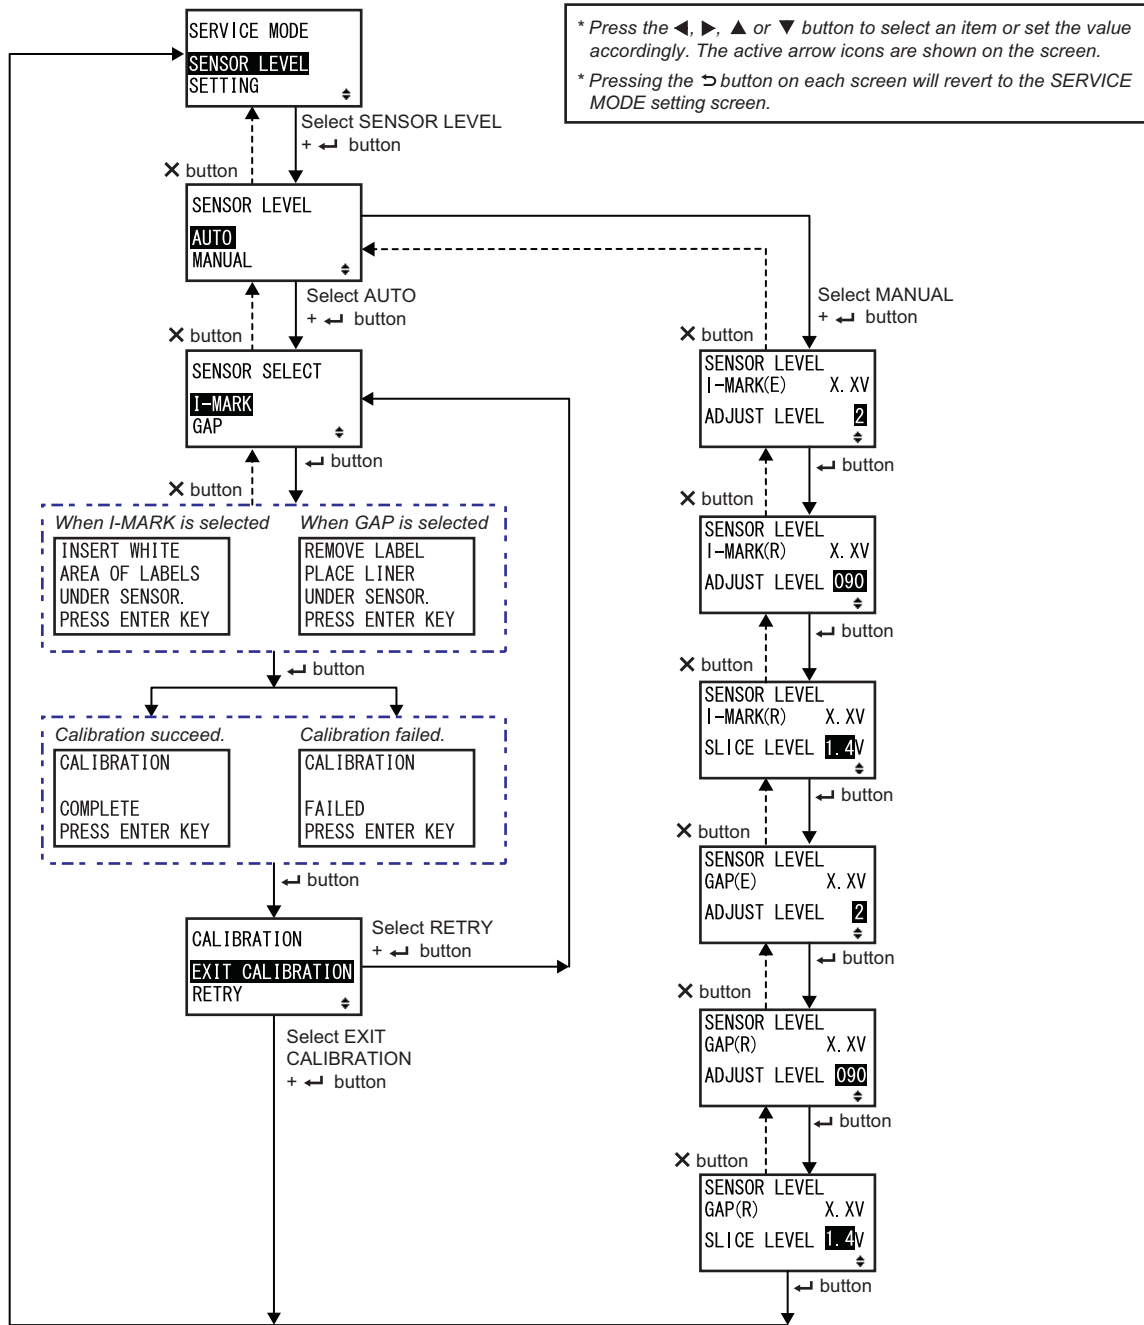 SERVICE MODE
SENSOR LEVEL
SETTING
* Press the ◀, ▶, ▲ or ▼ button to select an item or set the value
accordingly. The active arrow icons are shown on the screen.
* Pressing the ⮌ button on each screen will revert to the SERVICE
MODE setting screen.
Select SENSOR LEVEL
+ ↵ button
✕ button
SENSOR LEVEL
AUTO
MANUAL
Select AUTO
+ ↵ button
✕ button
SENSOR SELECT
I-MARK
GAP
↵ button
✕ button
When I-MARK is selected
INSERT WHITE
AREA OF LABELS
UNDER SENSOR.
PRESS ENTER KEY
When GAP is selected
REMOVE LABEL
PLACE LINER
UNDER SENSOR.
PRESS ENTER KEY
↵ button
Calibration succeed.
CALIBRATION
COMPLETE
PRESS ENTER KEY
Calibration failed.
CALIBRATION
FAILED
PRESS ENTER KEY
↵ button
CALIBRATION
EXIT CALIBRATION
RETRY
Select RETRY
+ ↵ button
Select EXIT
CALIBRATION
+ ↵ button
Select MANUAL
+ ↵ button
✕ button
SENSOR LEVEL
I-MARK(E) X.XV
ADJUST LEVEL 2
↵ button
✕ button
SENSOR LEVEL
I-MARK(R) X.XV
ADJUST LEVEL 090
↵ button
✕ button
SENSOR LEVEL
I-MARK(R) X.XV
SLICE LEVEL 1.4V
↵ button
✕ button
SENSOR LEVEL
GAP(E) X.XV
ADJUST LEVEL 2
↵ button
✕ button
SENSOR LEVEL
GAP(R) X.XV
ADJUST LEVEL 090
↵ button
✕ button
SENSOR LEVEL
GAP(R) X.XV
SLICE LEVEL 1.4V
↵ button